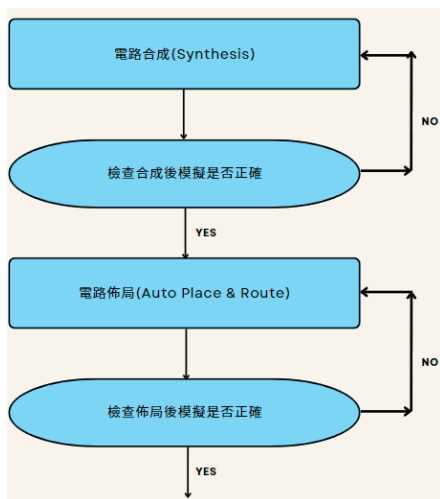 電路合成(Synthesis)
NO
檢查合成後模擬是否正確
YES
電路佈局(Auto Place & Route)
NO
檢查佈局後模擬是否正確
YES